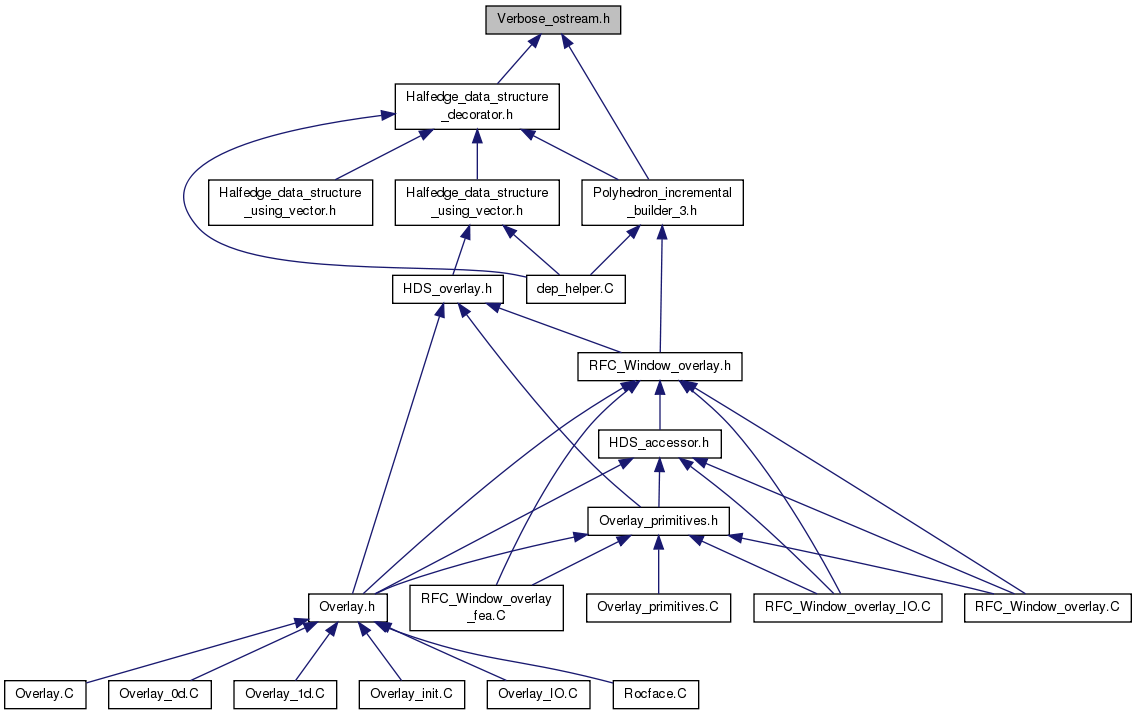 Verbose_ostream.h
Halfedge_data_structure
_decorator.h
Halfedge_data_structure
_using_vector.h
Halfedge_data_structure
_using_vector.h
Polyhedron_incremental
_builder_3.h
HDS_overlay.h
dep_helper.C
RFC_Window_overlay.h
HDS_accessor.h
Overlay_primitives.h
Overlay.h
RFC_Window_overlay
_fea.C
Overlay_primitives.C
RFC_Window_overlay_IO.C
RFC_Window_overlay.C
Overlay.C
Overlay_0d.C
Overlay_1d.C
Overlay_init.C
Overlay_IO.C
Rocface.C